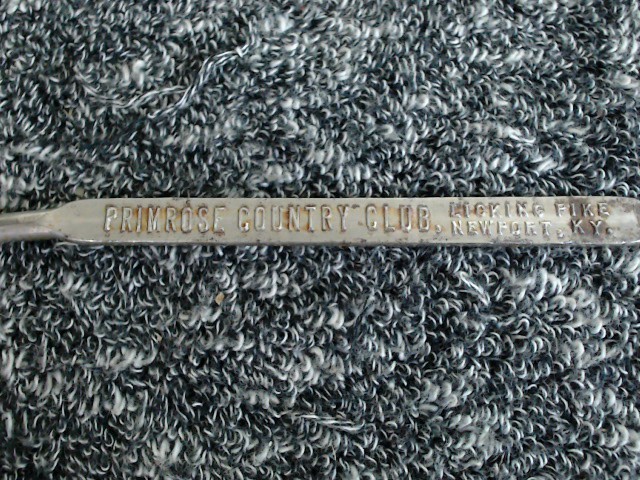 PRIMROSE COUNTRY CLUB,
LICKING PIKE
NEWPORT, KY.